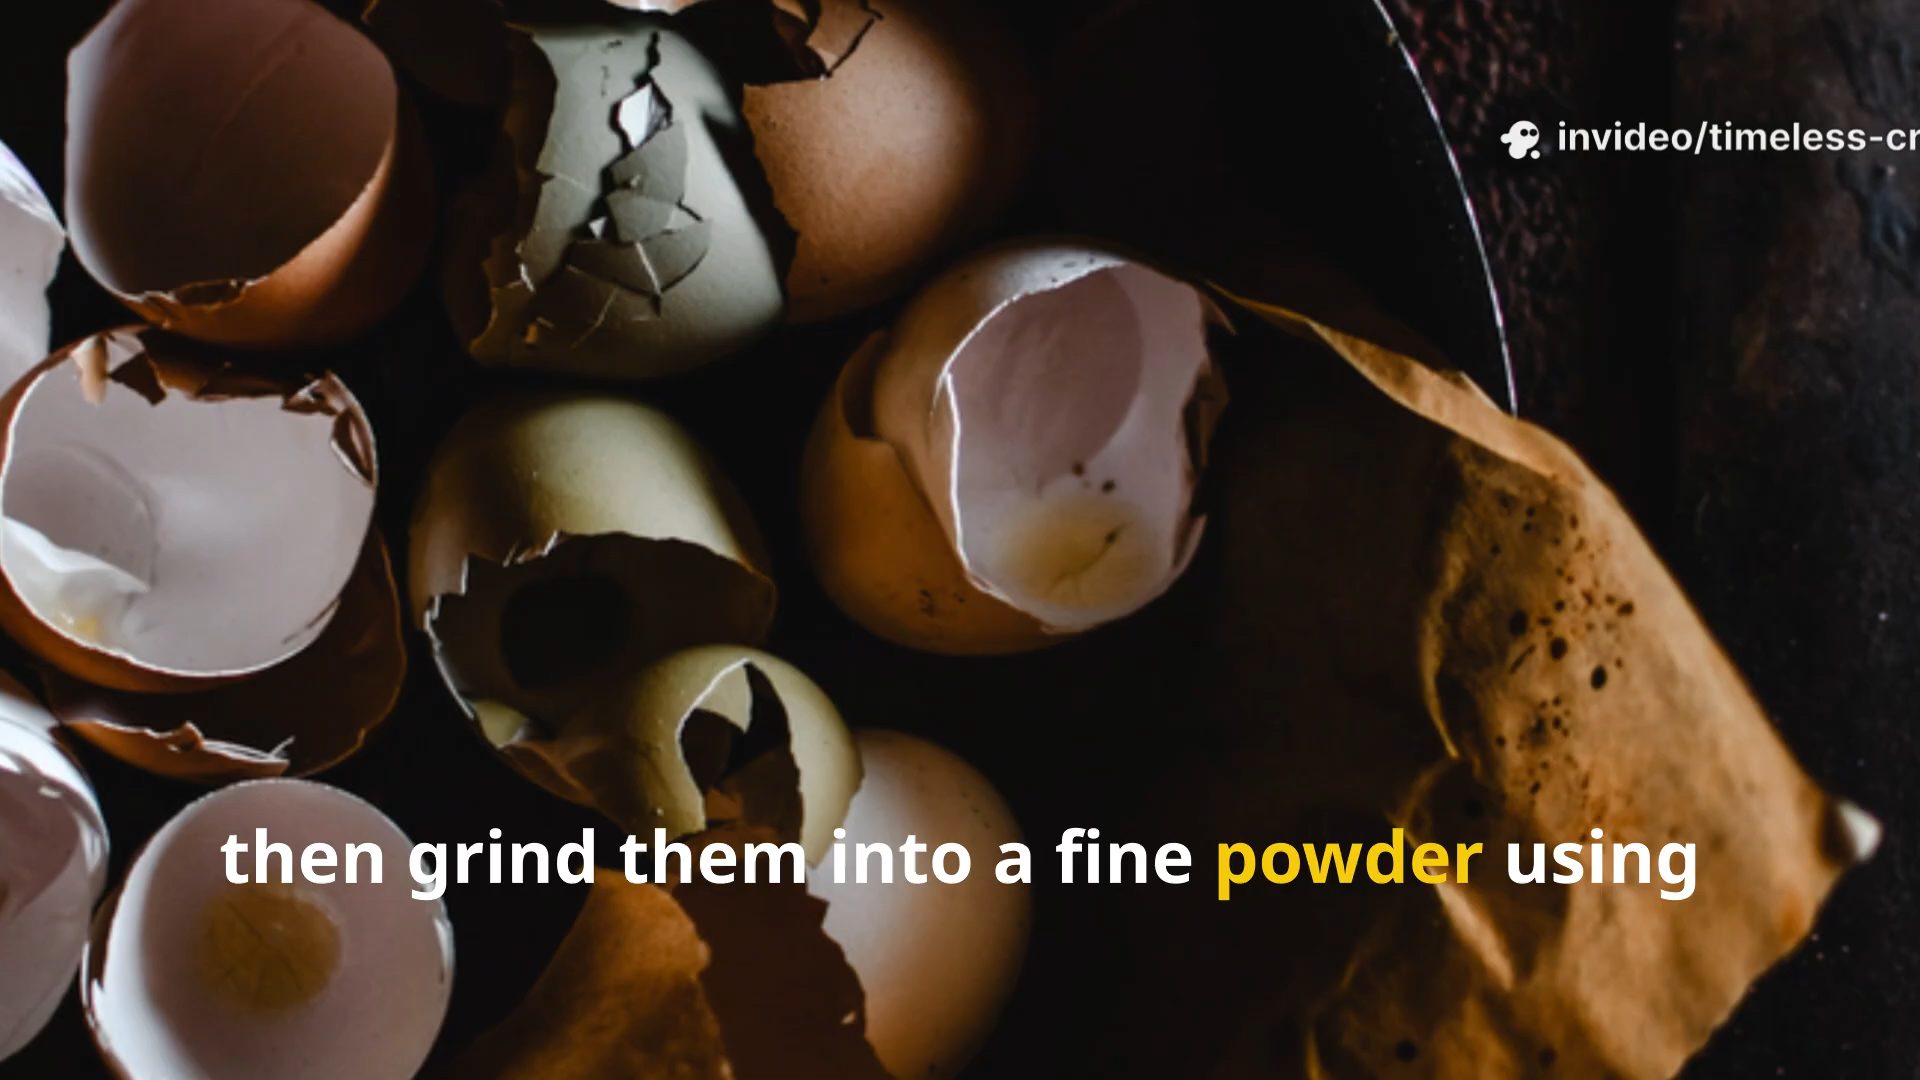 invideo/timeless-cr
then grind them into a fine powder using